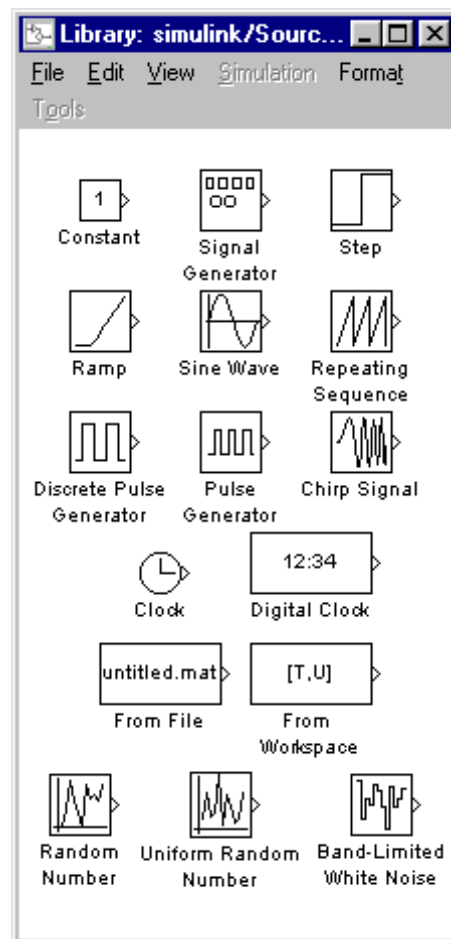 Library: simulink/Sourc...
File Edit View Simulation Format
Tools
1
Constant
Signal
Generator
Step
Ramp
Sine Wave
Repeating
Sequence
Discrete Pulse
Generator
Pulse
Generator
Chirp Signal
Clock
12:34
Digital Clock
untitled.mat
From File
[T,U]
From
Workspace
Random
Number
Uniform Random
Number
Band-Limited
White Noise